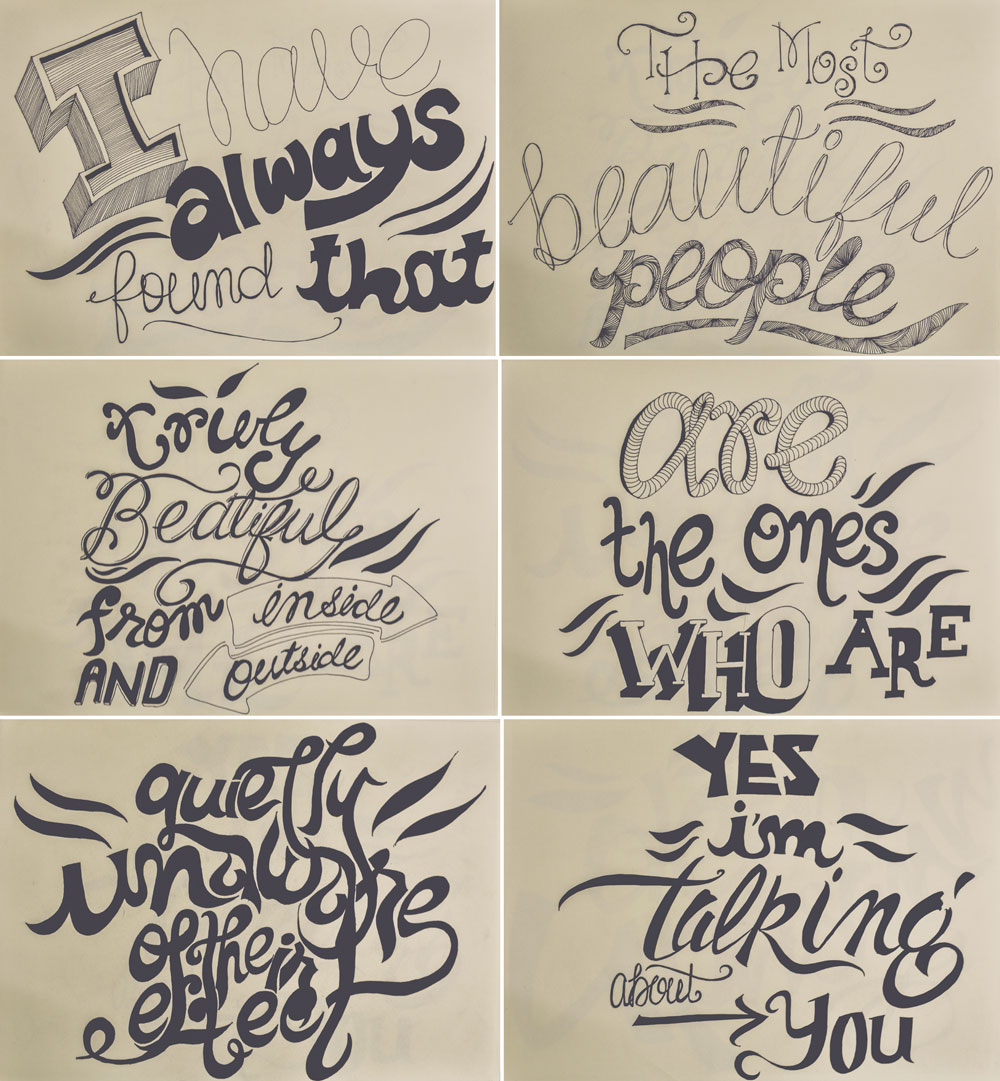 I have
always
found that
THe Most
beautiful
people
truly
Beatiful
from inside
AND outside
are
the ones
WHO ARE
quietly
unaware
of their
effect
YES
i'm
talking
about
You